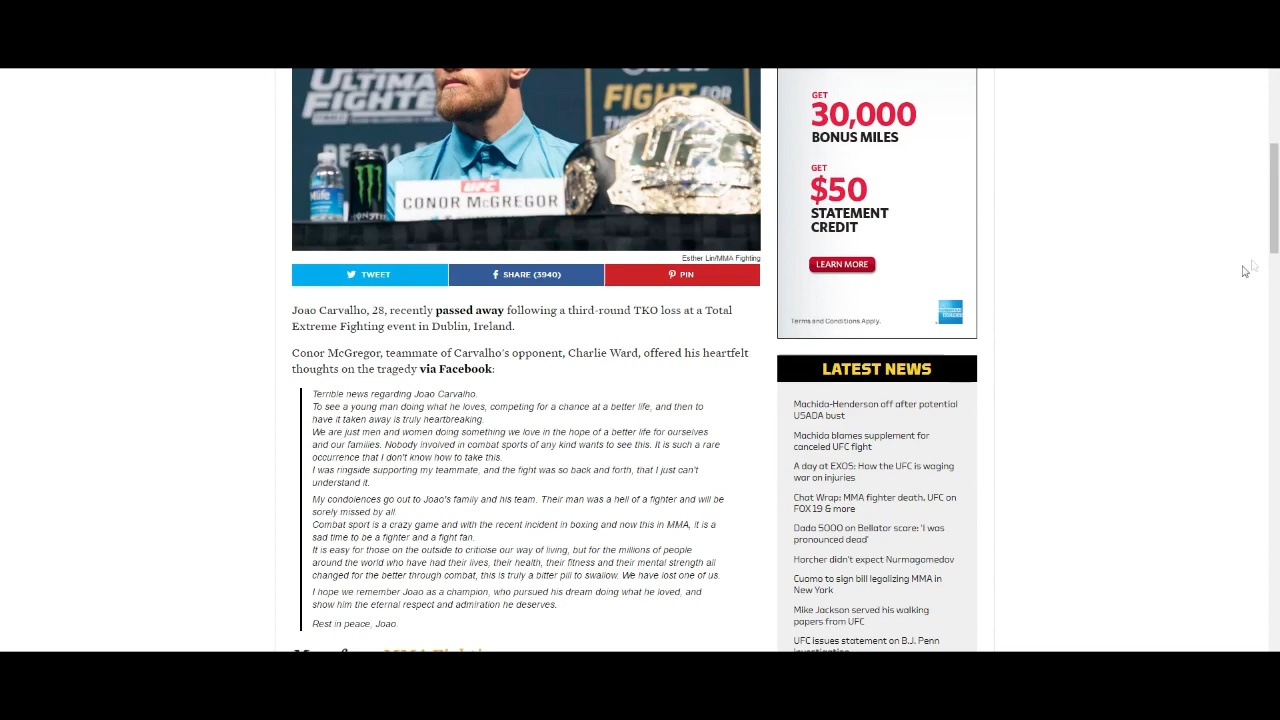 ULTIMATE
FIGHTER
FIGHT FOR
UFC
UFC
CONOR McGREGOR
Mlife
MONSTER
Esther Lin/MMA Fighting
TWEET
SHARE (3940)
PIN
Joao Carvalho, 28, recently passed away following a third-round TKO loss at a Total
Extreme Fighting event in Dublin, Ireland.
Conor McGregor, teammate of Carvalho's opponent, Charlie Ward, offered his heartfelt
thoughts on the tragedy via Facebook:
Terrible news regarding Joao Carvalho.
To see a young man doing what he loves, competing for a chance at a better life, and then to
have it taken away is truly heartbreaking.
We are just men and women doing something we love in the hope of a better life for ourselves
and our families. Nobody involved in combat sports of any kind wants to see this. It is such a rare
occurrence that I don't know how to take this.
I was ringside supporting my teammate, and the fight was so back and forth, that I just can't
understand it.
My condolences go out to Joao's family and his team. Their man was a hell of a fighter and will be
sorely missed by all.
Combat sport is a crazy game and with the recent incident in boxing and now this in MMA, it is a
sad time to be a fighter and a fight fan.
It is easy for those on the outside to criticise our way of living, but for the millions of people
around the world who have had their lives, their health, their fitness and their mental strength all
changed for the better through combat, this is truly a bitter pill to swallow. We have lost one of us.
I hope we remember Joao as a champion, who pursued his dream doing what he loved, and
show him the eternal respect and admiration he deserves.
Rest in peace, Joao.
GET
30,000
BONUS MILES
GET
$50
STATEMENT
CREDIT
LEARN MORE
Terms and Conditions Apply.
LATEST NEWS
Machida-Henderson off after potential
USADA bust
Machida blames supplement for
canceled UFC fight
A day at EXOS: How the UFC is waging
war on injuries
Chat Wrap: MMA fighter death, UFC on
FOX 19 & more
Dada 5000 on Bellator scare: 'I was
pronounced dead'
Horcher didn't expect Nurmagomedov
Cuomo to sign bill legalizing MMA in
New York
Mike Jackson served his walking
papers from UFC
UFC issues statement on B.J. Penn
investigation